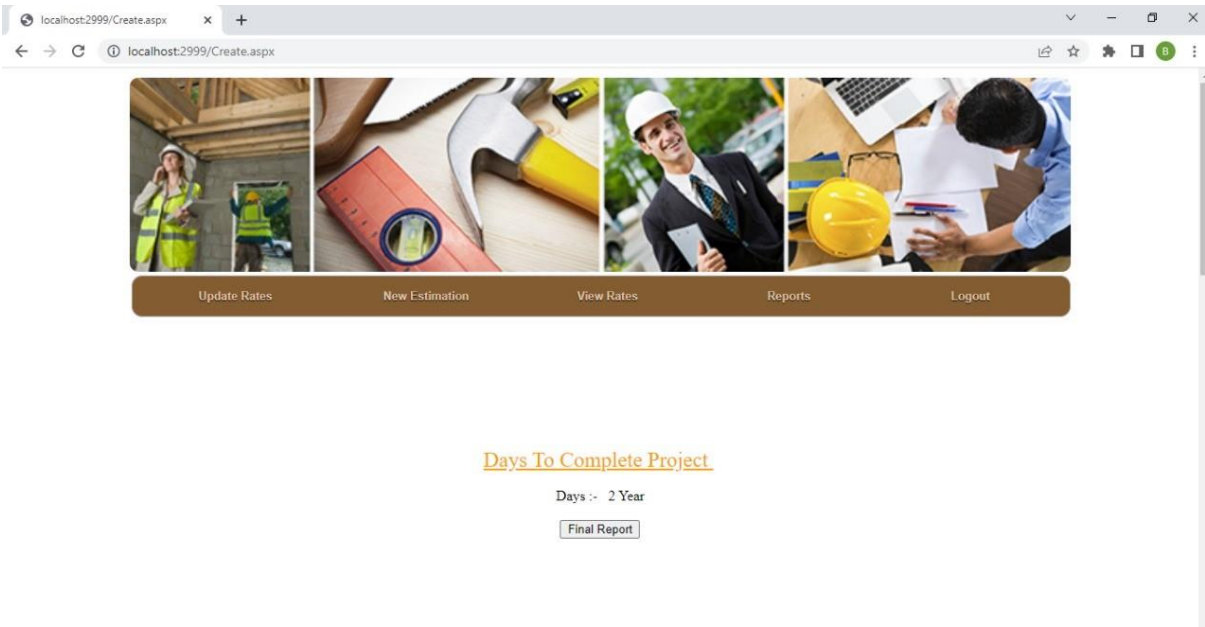 localhost:2999/Create.aspx
localhost:2999/Create.aspx
B
Update Rates New Estimation View Rates Reports Logout
Days To Complete Project
Days :- 2 Year
Final Report